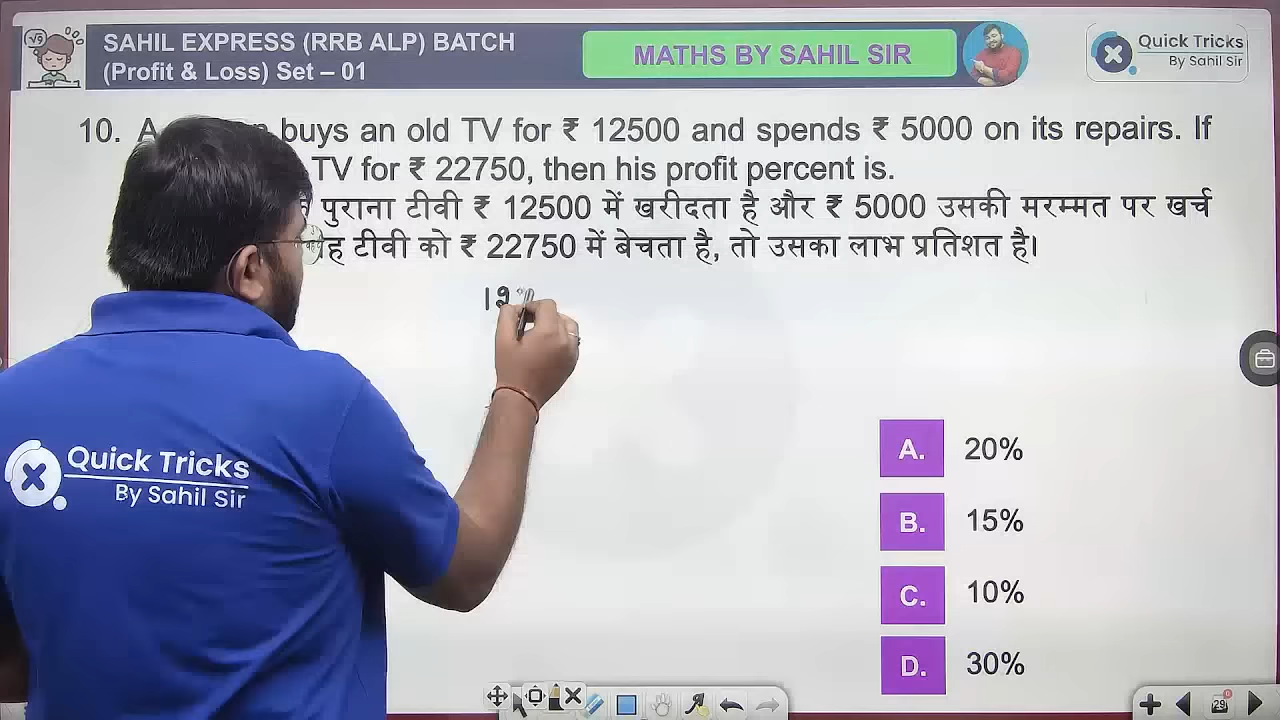 SAHIL EXPRESS (RRB ALP) BATCH
(Profit & Loss) Set – 01
MATHS BY SAHIL SIR
Quick Tricks
By Sahil Sir
10. A buys an old TV for ₹ 12500 and spends ₹ 5000 on its repairs. If
TV for ₹ 22750, then his profit percent is.
पुराना टीवी ₹ 12500 में खरीदता है और ₹ 5000 उसकी मरम्मत पर खर्च
टीवी को ₹ 22750 में बेचता है, तो उसका लाभ प्रतिशत है।
A. 20%
B. 15%
C. 10%
D. 30%
Quick Tricks
By Sahil Sir